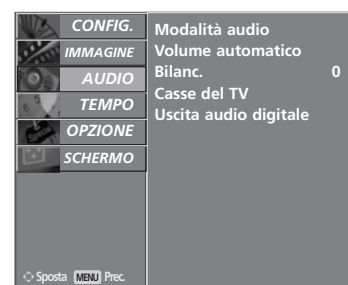 CONFIG.
IMMAGINE
AUDIO
TEMPO
OPZIONE
SCHERMO
Modalità audio
Volume automatico
Bilanc. 0
Casse del TV
Uscita audio digitale
Sposta MENU Prec.